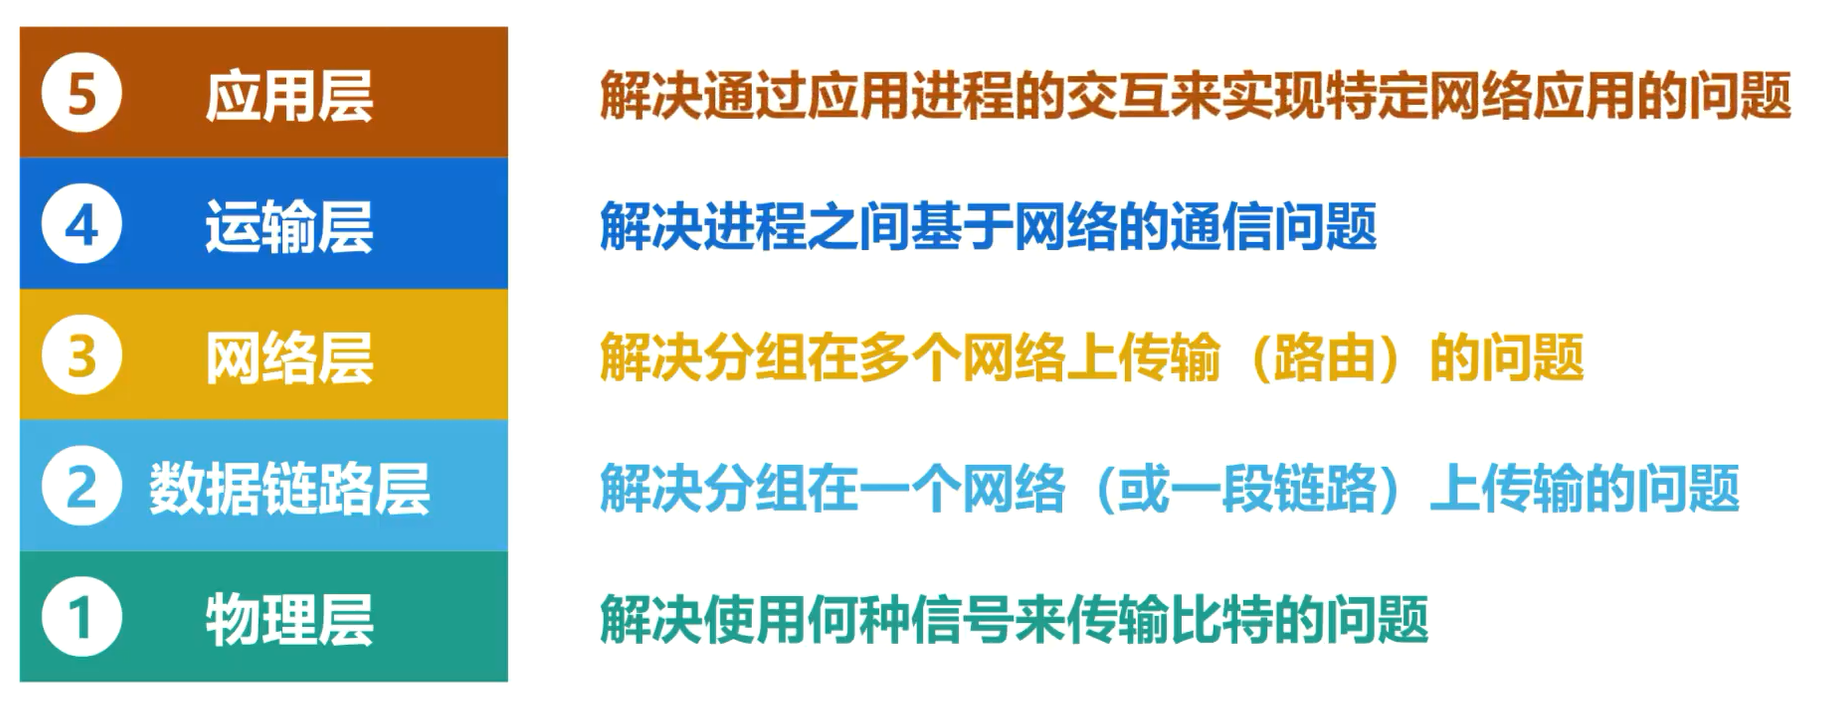 5 应用层 解决通过应用进程的交互来实现特定网络应用的问题
4 运输层 解决进程之间基于网络的通信问题
3 网络层 解决分组在多个网络上传输（路由）的问题
2 数据链路层 解决分组在一个网络（或一段链路）上传输的问题
1 物理层 解决使用何种信号来传输比特的问题